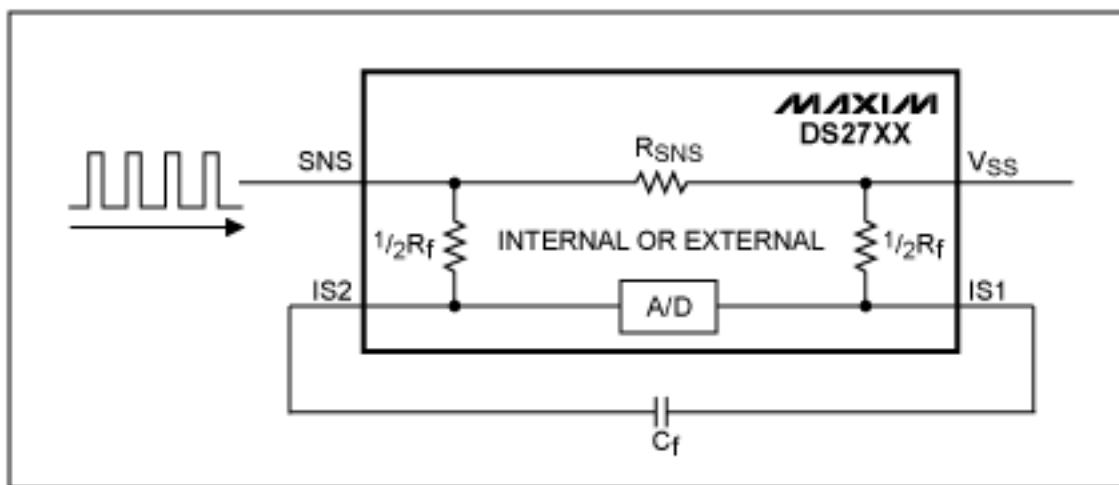 MAXIM
DS27XX
SNS
RSNS
VSS
1/2Rf
INTERNAL OR EXTERNAL
1/2Rf
IS2
A/D
IS1
Cf